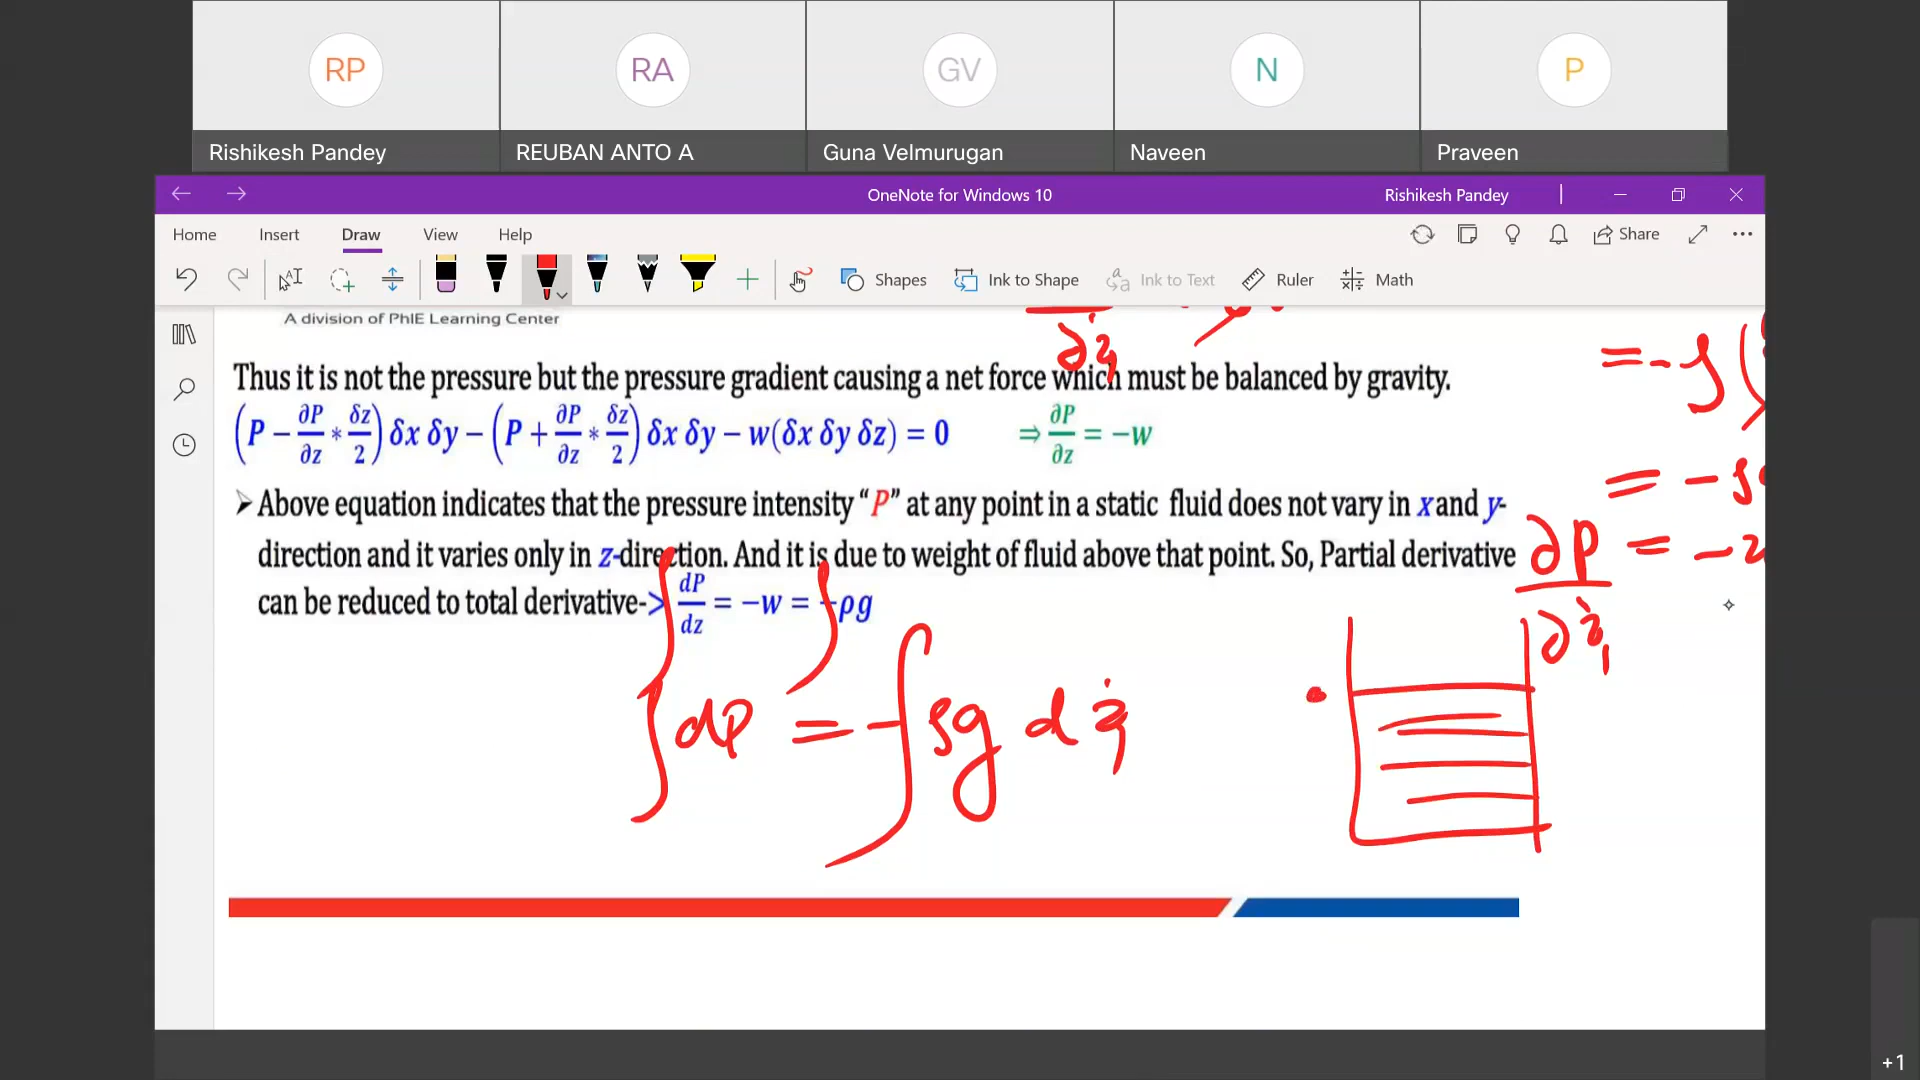 RP RA GV N P
Rishikesh Pandey REUBAN ANTO A Guna Velmurugan Naveen Praveen
OneNote for Windows 10 Rishikesh Pandey
Home Insert Draw View Help Share
Shapes Ink to Shape Ink to Text Ruler Math
A division of PhIE Learning Center
∂z
Thus it is not the pressure but the pressure gradient causing a net force which must be balanced by gravity.
(P − ∂P/∂z * δz/2) δx δy − (P + ∂P/∂z * δz/2) δx δy − w(δx δy δz) = 0 ⇒ ∂P/∂z = −w
➢ Above equation indicates that the pressure intensity “P” at any point in a static fluid does not vary in x and y-
direction and it varies only in z-direction. And it is due to weight of fluid above that point. So, Partial derivative
can be reduced to total derivative-> dP/dz = −w = −ρg
= - ρ (
= - ρ
∂P/∂z = -
∫ dP = - ∫ ρg dz
+1